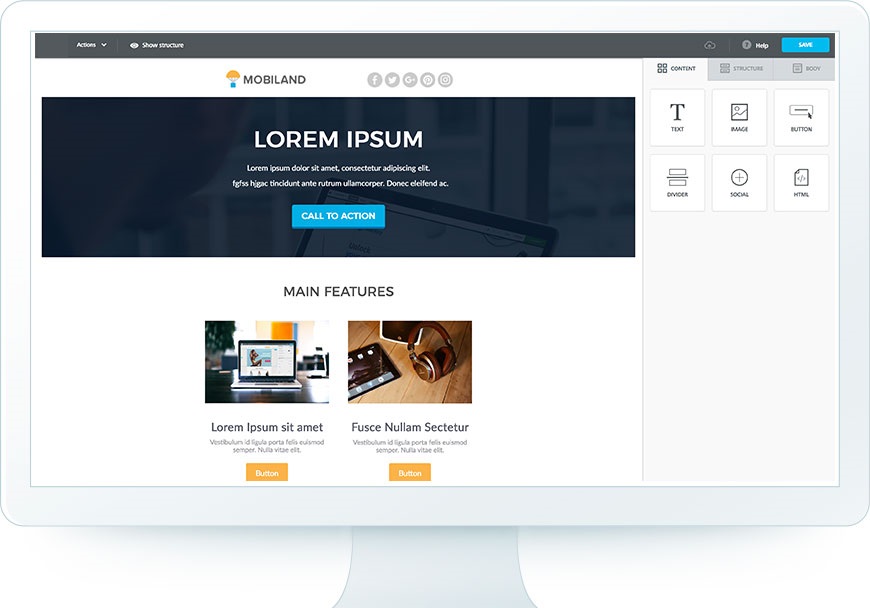 Actions
Show structure
Help
SAVE
MOBILAND
CONTENT
STRUCTURE
BODY
LOREM IPSUM
Lorem ipsum dolor sit amet, consectetur adipiscing elit.
fgfss hjgac tincidunt ante rutrum ullamcorper. Donec eleifend ac.
CALL TO ACTION
TEXT
IMAGE
BUTTON
DIVIDER
SOCIAL
HTML
MAIN FEATURES
Lorem Ipsum sit amet
Vestibulum id ligula porta felis euismod
semper. Nulla vitae elit.
Button
Fusce Nullam Sectetur
Vestibulum id ligula porta felis euismod
semper. Nulla vitae elit.
Button